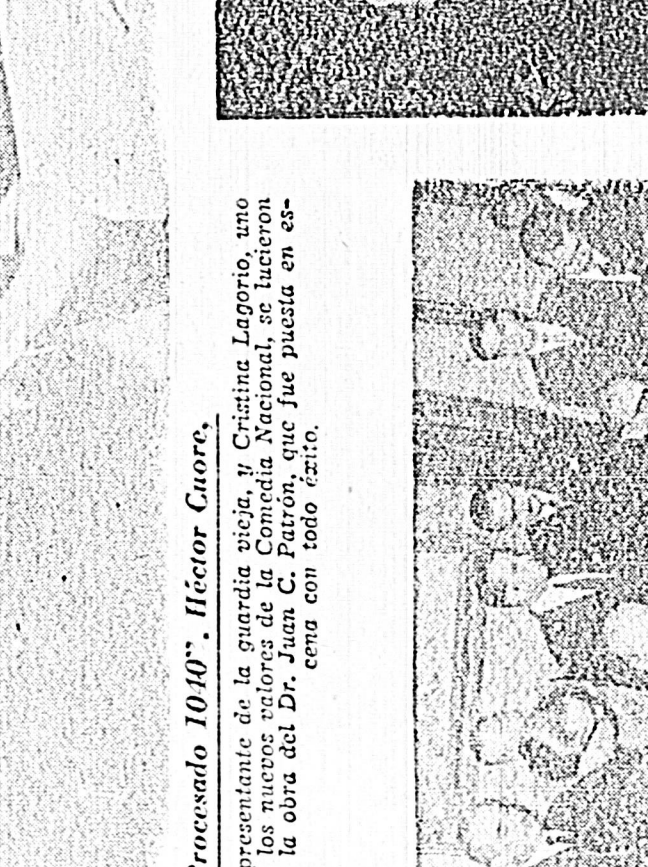 Procesado 1040”. Héctor Cuore,
presentante de la guardia vieja, y Cristina Lagorio, uno
los nuevos valores de la Comedia Nacional, se lucieron
la obra del Dr. Juan C. Patrón, que fue puesta en es-
cena con todo éxito.